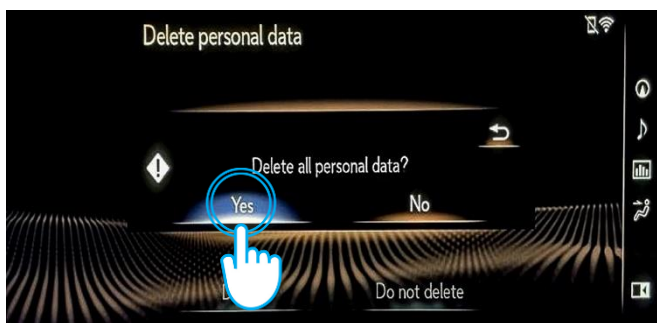 Delete personal data
Delete all personal data?
Yes
No
Do not delete